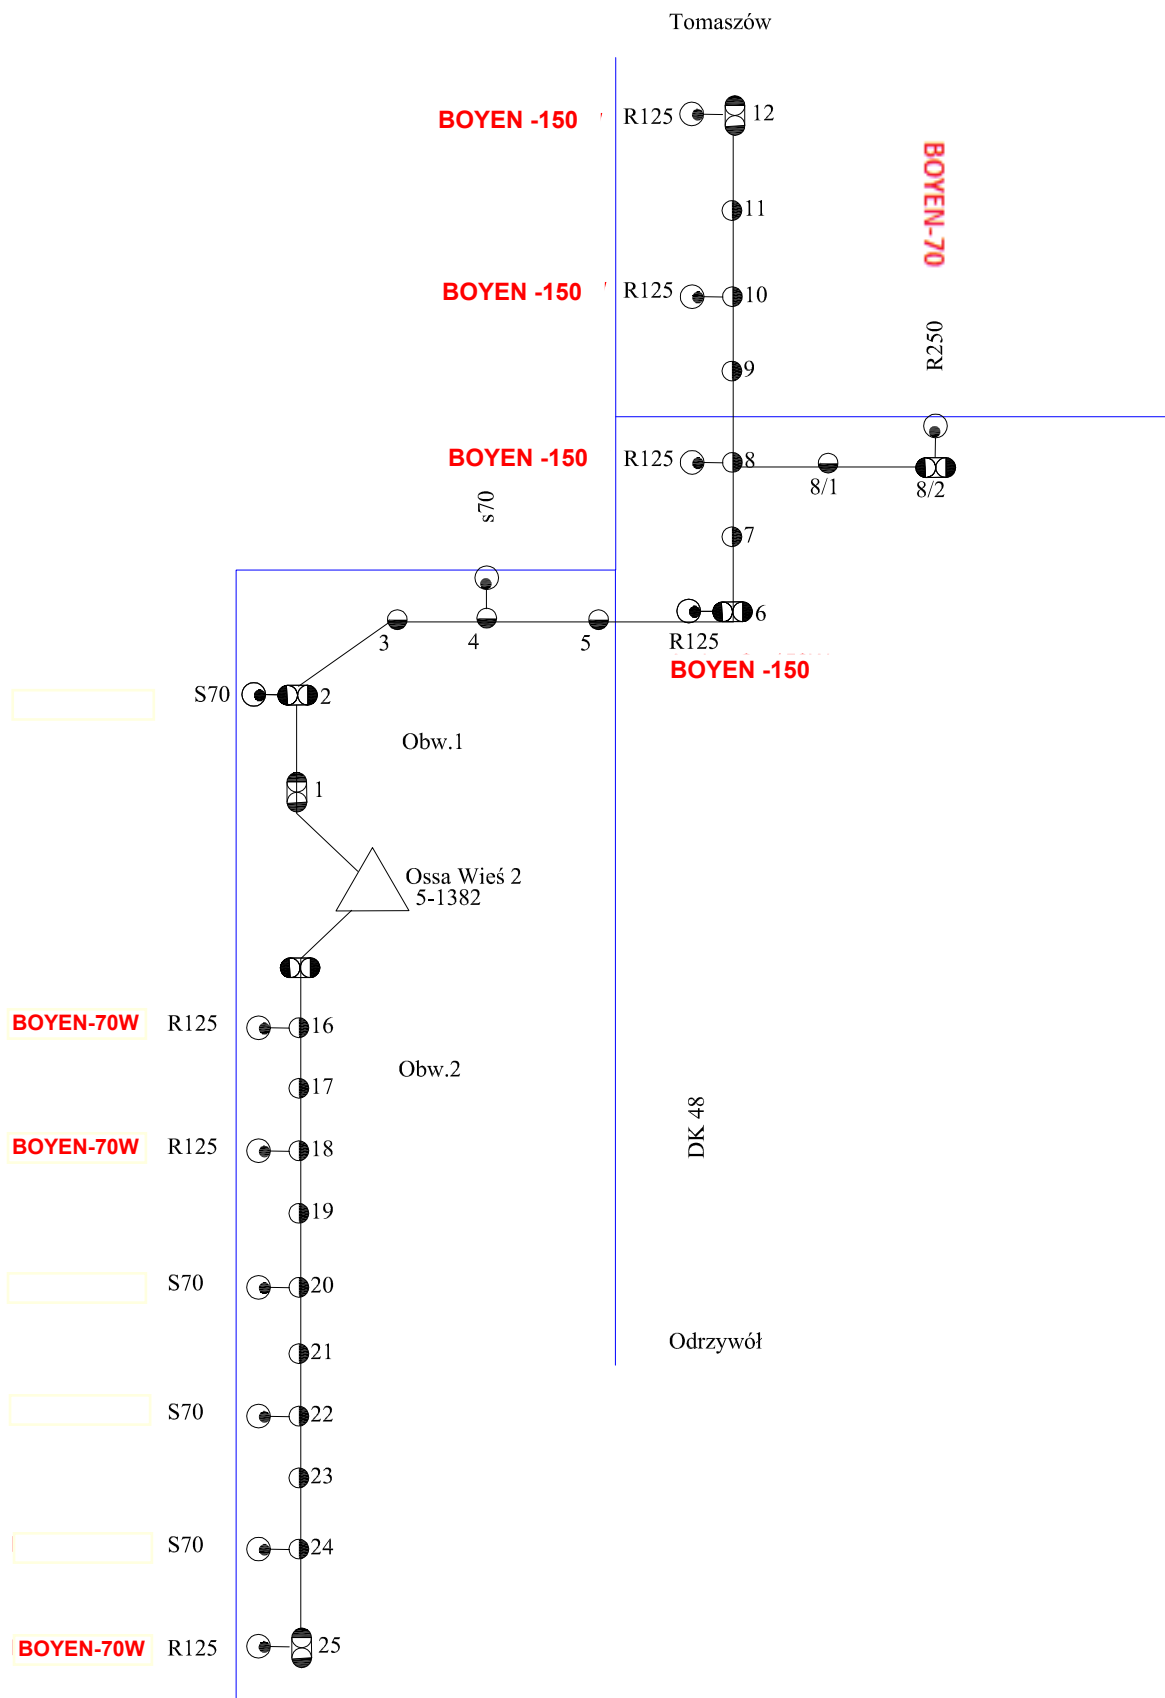 Tomaszów
BOYEN -150 R125 12
BOYEN-70
11
BOYEN -150 R125 10
R250
9
BOYEN -150 R125 8
8/1 8/2
s70
7
3 4 5 6
R125
BOYEN -150
S70 2
Obw.1
1
Ossa Wieś 2
5-1382
BOYEN-70W R125 16
Obw.2
17
DK 48
BOYEN-70W R125 18
19
S70 20
Odrzywół
21
S70 22
23
S70 24
BOYEN-70W R125 25